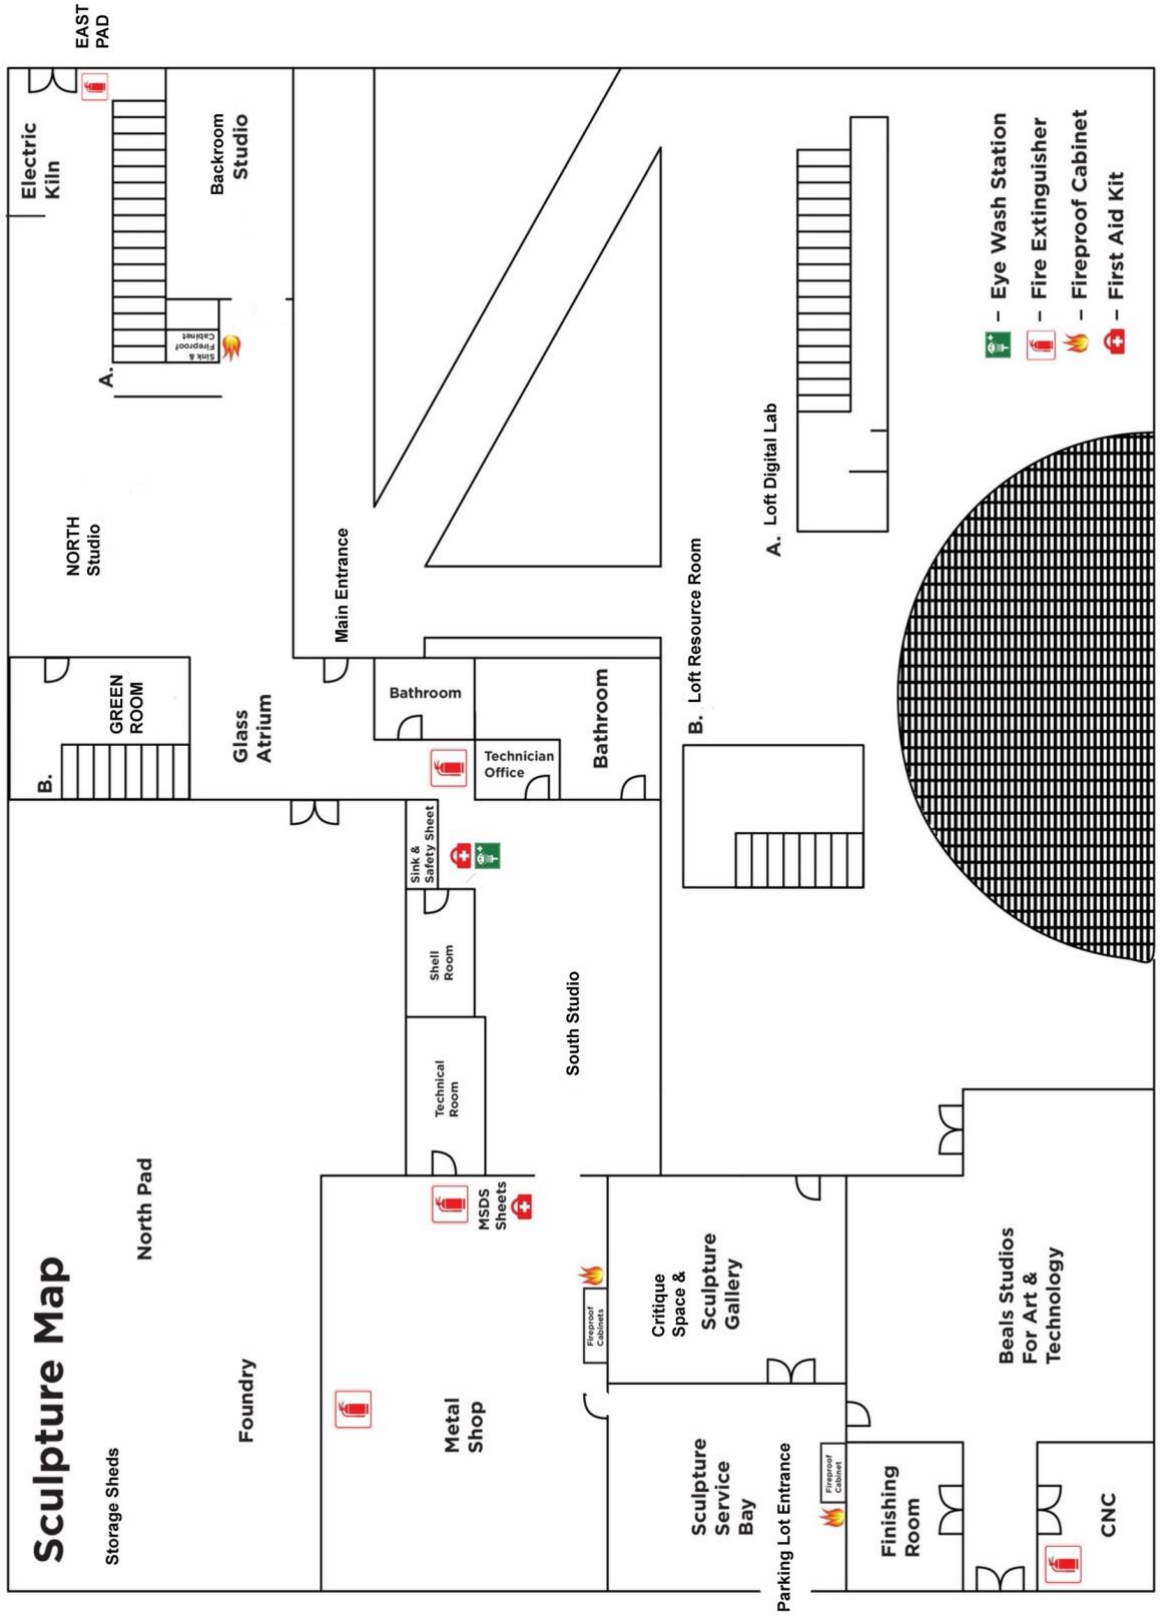 Sculpture Map
Storage Sheds
Foundry
North Pad
B.
GREEN
ROOM
Glass
Atrium
NORTH
Studio
A.
Electric
Kiln
EAST
PAD
Backroom
Studio
Sink &
Fireproof
Cabinet
Main Entrance
Bathroom
Technician
Office
Bathroom
Sink &
Safety Sheet
Shell
Room
Technical
Room
South Studio
MSDS
Sheets
Metal
Shop
Fireproof
Cabinets
Critique
Space &
Sculpture
Gallery
Sculpture
Service
Bay
Parking Lot Entrance
Fireproof
Cabinet
Finishing
Room
CNC
Beals Studios
For Art &
Technology
B. Loft Resource Room
A. Loft Digital Lab
– Eye Wash Station
– Fire Extinguisher
– Fireproof Cabinet
– First Aid Kit